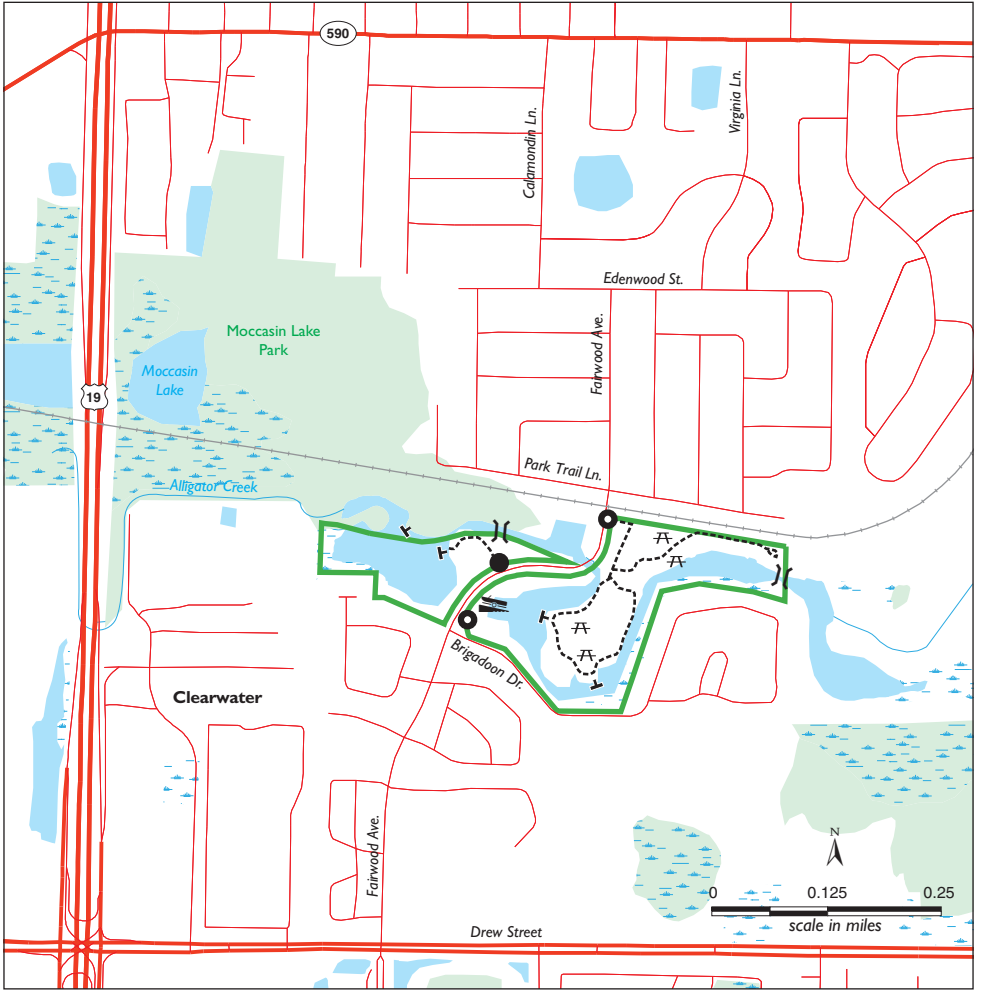 590
Virginia Ln.
Calamondin Ln.
Edenwood St.
Moccasin Lake
Park
Fairwood Ave.
Moccasin
Lake
19
Park Trail Ln.
Alligator Creek
Brigadoon Dr.
Clearwater
Fairwood Ave.
N
0 0.125 0.25
scale in miles
Drew Street